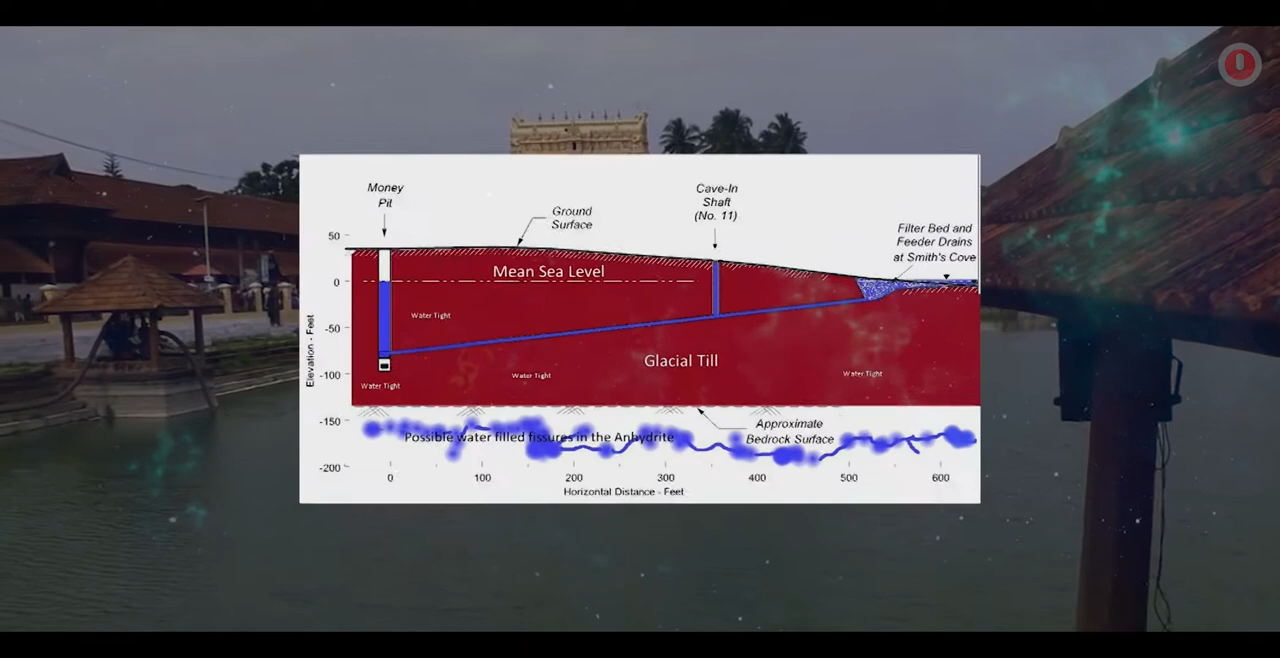 Money
Pit
Cave-In
Shaft
(No. 11)
Ground
Surface
Filter Bed and
Feeder Drains
at Smith's Cove
50
Mean Sea Level
0
Water Tight
-50
Glacial Till
Water Tight
Water Tight
-100
Water Tight
Elevation - Feet
Approximate
Bedrock Surface
-150
Possible water filled fissures in the Anhydrite
-200
0 100 200 300 400 500 600
Horizontal Distance - Feet